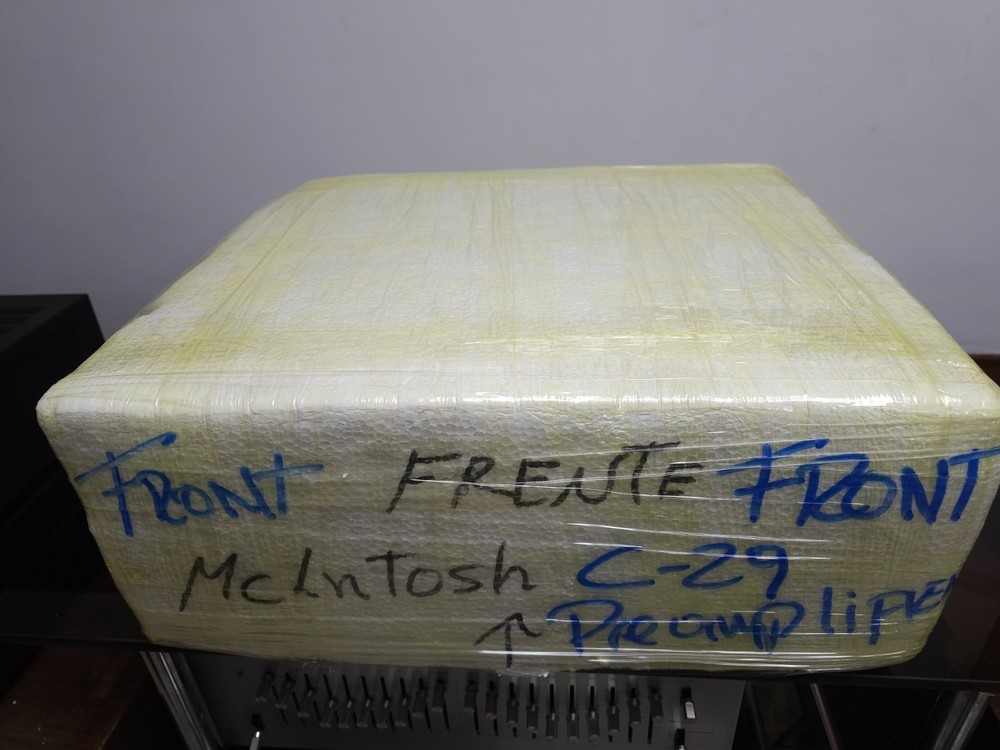 FRONT FRENTE FRONT
McInTosh C-29
↑ Preamplifier